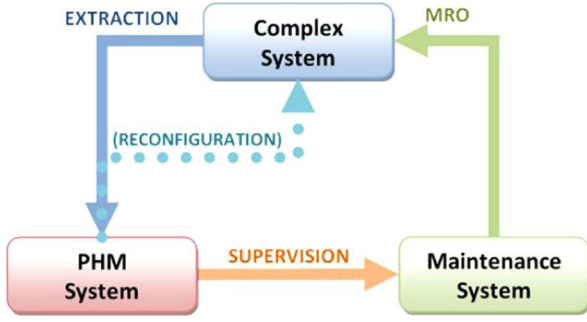 EXTRACTION
MRO
Complex
System
(RECONFIGURATION)
PHM
System
SUPERVISION
Maintenance
System